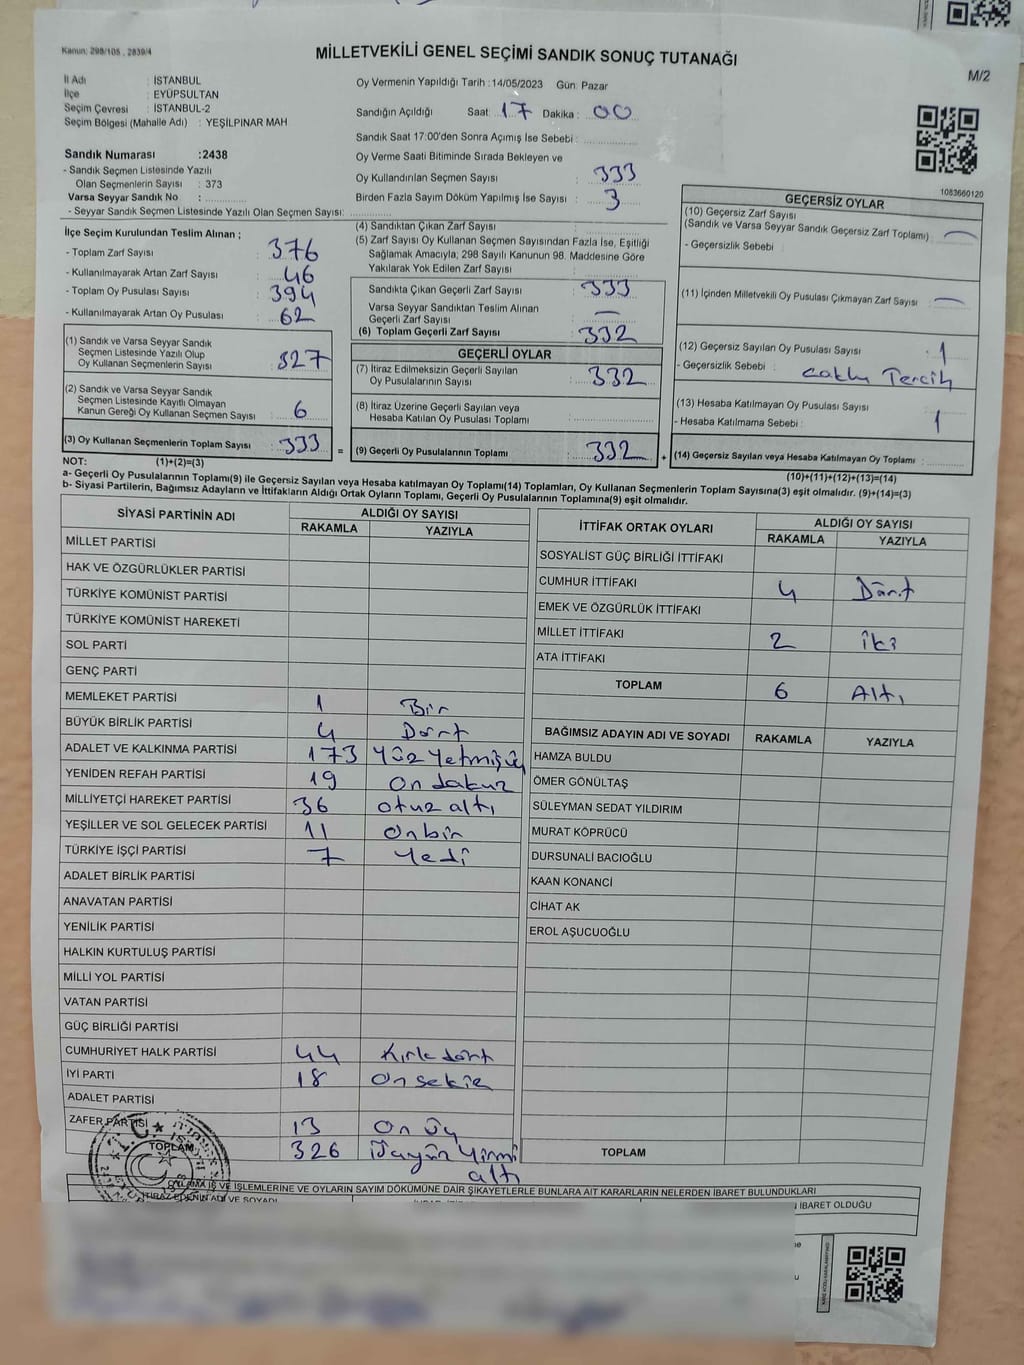 Kanun: 298/105 , 2839/4
MİLLETVEKİLİ GENEL SEÇİMİ SANDIK SONUÇ TUTANAĞI
M/2
İl Adı : İSTANBUL
İlçe : EYÜPSULTAN
Seçim Çevresi : İSTANBUL-2
Seçim Bölgesi (Mahalle Adı) : YEŞİLPINAR MAH
Sandık Numarası :2438
- Sandık Seçmen Listesinde Yazılı
Olan Seçmenlerin Sayısı : 373
Varsa Seyyar Sandık No :
- Seyyar Sandık Seçmen Listesinde Yazılı Olan Seçmen Sayısı:
Oy Vermenin Yapıldığı Tarih :14/05/2023 Gün: Pazar
Sandığın Açıldığı Saat: 17 Dakika : 00
Sandık Saat 17:00'den Sonra Açımış İse Sebebi :
Oy Verme Saati Bitiminde Sırada Bekleyen ve
Oy Kullandırılan Seçmen Sayısı : 333
Birden Fazla Sayım Döküm Yapılmış İse Sayısı : 3
1083660120
İlçe Seçim Kurulundan Teslim Alınan ;
- Toplam Zarf Sayısı : 376
- Kullanılmayarak Artan Zarf Sayısı : 46
- Toplam Oy Pusulası Sayısı : 394
- Kullanılmayarak Artan Oy Pusulası : 62
(1) Sandık ve Varsa Seyyar Sandık
Seçmen Listesinde Yazılı Olup
Oy Kullanan Seçmenlerin Sayısı : 327
(2) Sandık ve Varsa Seyyar Sandık
Seçmen Listesinde Kayıtlı Olmayan
Kanun Gereği Oy Kullanan Seçmen Sayısı : 6
(3) Oy Kullanan Seçmenlerin Toplam Sayısı : 333 =
(4) Sandıktan Çıkan Zarf Sayısı :
(5) Zarf Sayısı Oy Kullanan Seçmen Sayısından Fazla İse, Eşitliği
Sağlamak Amacıyla; 298 Sayılı Kanunun 98. Maddesine Göre
Yakılarak Yok Edilen Zarf Sayısı :
Sandıkta Çıkan Geçerli Zarf Sayısı : 333
Varsa Seyyar Sandıktan Teslim Alınan
Geçerli Zarf Sayısı : —
(6) Toplam Geçerli Zarf Sayısı : 332
GEÇERLİ OYLAR
(7) İtiraz Edilmeksizin Geçerli Sayılan
Oy Pusulalarının Sayısı : 332
(8) İtiraz Üzerine Geçerli Sayılan veya
Hesaba Katılan Oy Pusulası Toplamı :
(9) Geçerli Oy Pusulalarının Toplamı : 332 +
GEÇERSİZ OYLAR
(10) Geçersiz Zarf Sayısı
(Sandık ve Varsa Seyyar Sandık Geçersiz Zarf Toplamı) : —
- Geçersizlik Sebebi :
(11) İçinden Milletvekili Oy Pusulası Çıkmayan Zarf Sayısı : —
(12) Geçersiz Sayılan Oy Pusulası Sayısı : 1
- Geçersizlik Sebebi : Çoklu Tercih
(13) Hesaba Katılmayan Oy Pusulası Sayısı :
- Hesaba Katılmama Sebebi : 1
(14) Geçersiz Sayılan veya Hesaba Katılmayan Oy Toplamı :
NOT: (1)+(2)=(3) (10)+(11)+(12)+(13)=(14)
a- Geçerli Oy Pusulalarının Toplamı(9) ile Geçersiz Sayılan veya Hesaba katılmayan Oy Toplamı(14) Toplamları, Oy Kullanan Seçmenlerin Toplam Sayısına(3) eşit olmalıdır. (9)+(14)=(3)
b- Siyasi Partilerin, Bağımsız Adayların ve İttifakların Aldığı Ortak Oyların Toplamı, Geçerli Oy Pusulalarının Toplamına(9) eşit olmalıdır.
SİYASİ PARTİNİN ADI ALDIĞI OY SAYISI
RAKAMLA YAZIYLA
MİLLET PARTİSİ
HAK VE ÖZGÜRLÜKLER PARTİSİ
TÜRKİYE KOMÜNİST PARTİSİ
TÜRKİYE KOMÜNİST HAREKETİ
SOL PARTİ
GENÇ PARTİ
MEMLEKET PARTİSİ 1 Bir
BÜYÜK BİRLİK PARTİSİ 4 Dört
ADALET VE KALKINMA PARTİSİ 173 Yüz Yetmişüç
YENİDEN REFAH PARTİSİ 19 On dokuz
MİLLİYETÇİ HAREKET PARTİSİ 36 otuz altı
YEŞİLLER VE SOL GELECEK PARTİSİ 11 Onbir
TÜRKİYE İŞÇİ PARTİSİ 7 Yedi
ADALET BİRLİK PARTİSİ
ANAVATAN PARTİSİ
YENİLİK PARTİSİ
HALKIN KURTULUŞ PARTİSİ
MİLLİ YOL PARTİSİ
VATAN PARTİSİ
GÜÇ BİRLİĞİ PARTİSİ
CUMHURİYET HALK PARTİSİ 44 Kırk dört
İYİ PARTİ 18 On sekiz
ADALET PARTİSİ
ZAFER PARTİSİ 13 On üç
TOPLAM 326 Üçyüz Yirmi
altı
İTTİFAK ORTAK OYLARI ALDIĞI OY SAYISI
RAKAMLA YAZIYLA
SOSYALİST GÜÇ BİRLİĞİ İTTİFAKI
CUMHUR İTTİFAKI 4 Dört
EMEK VE ÖZGÜRLÜK İTTİFAKI
MİLLET İTTİFAKI 2 İki
ATA İTTİFAKI
TOPLAM 6 Altı
BAĞIMSIZ ADAYIN ADI VE SOYADI RAKAMLA YAZIYLA
HAMZA BULDU
ÖMER GÖNÜLTAŞ
SÜLEYMAN SEDAT YILDIRIM
MURAT KÖPRÜCÜ
DURSUNALİ BACIOĞLU
KAAN KONANCİ
CİHAT AK
EROL AŞUCUOĞLU
TOPLAM
T.C.
İŞ VE İŞLEMLERİNE VE OYLARIN SAYIM DÖKÜMÜNE DAİR ŞİKAYETLERLE BUNLARA AİT KARARLARIN NELERDEN İBARET BULUNDUKLARI
İTİRAZ EDENİN ADI VE SOYADI
İBARET OLDUĞU